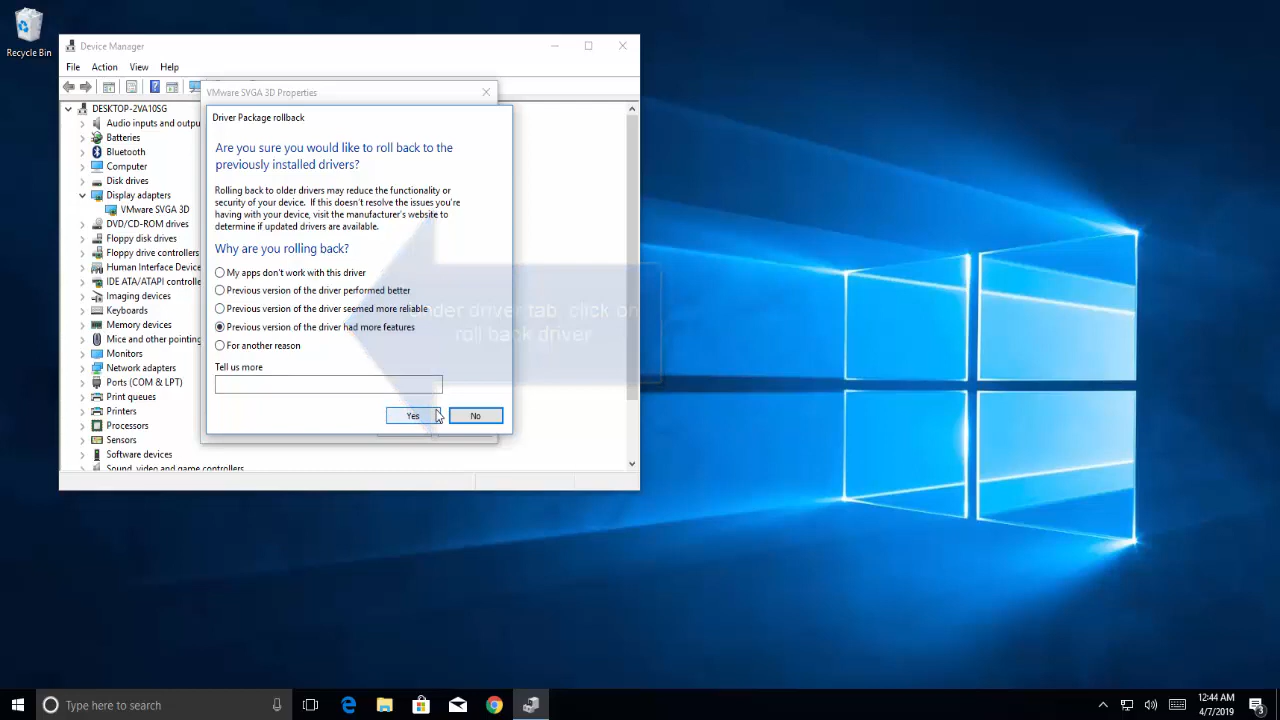 Recycle Bin
Device Manager
File Action View Help
VMware SVGA 3D Properties
DESKTOP-2VA10SG
Audio inputs and outpu
Batteries
Bluetooth
Computer
Disk drives
Display adapters
VMware SVGA 3D
DVD/CD-ROM drives
Floppy disk drives
Floppy drive controllers
Human Interface Device
IDE ATA/ATAPI controlle
Imaging devices
Keyboards
Memory devices
Mice and other pointing
Monitors
Network adapters
Ports (COM & LPT)
Print queues
Printers
Processors
Sensors
Software devices
Sound, video and game controllers
Driver Package rollback
Are you sure you would like to roll back to the
previously installed drivers?
Rolling back to older drivers may reduce the functionality or
security of your device. If this doesn't resolve the issues you're
having with your device, visit the manufacturer's website to
determine if updated drivers are available.
Why are you rolling back?
My apps don't work with this driver
Previous version of the driver performed better
Previous version of the driver seemed more reliable
Previous version of the driver had more features
For another reason
Tell us more
Yes No
Under driver tab, click on
roll back driver
Type here to search
12:44 AM
4/7/2019
3